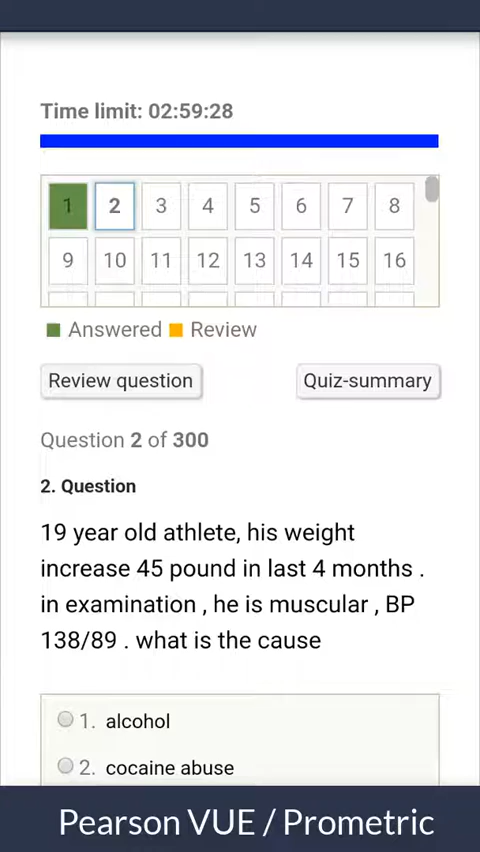 Time limit: 02:59:28
1 2 3 4 5 6 7 8
9 10 11 12 13 14 15 16
Answered Review
Review question Quiz-summary
Question 2 of 300
2. Question
19 year old athlete, his weight
increase 45 pound in last 4 months .
in examination , he is muscular , BP
138/89 . what is the cause
1. alcohol
2. cocaine abuse
Pearson VUE / Prometric